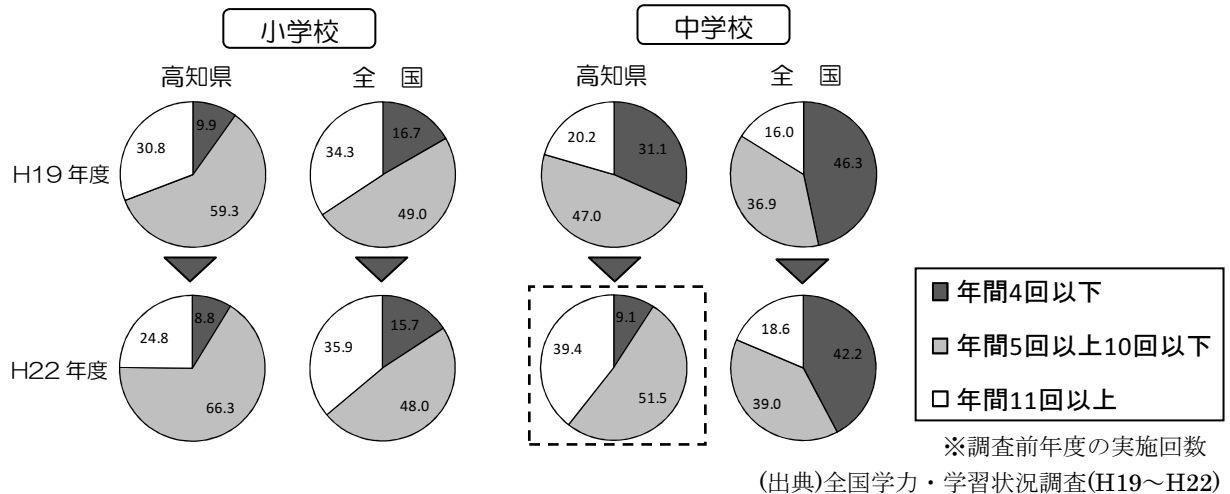 小学校
中学校
高知県
全 国
高知県
全 国
H19年度
9.9
30.8
59.3
16.7
34.3
49.0
31.1
20.2
47.0
46.3
16.0
36.9
H22年度
8.8
24.8
66.3
15.7
35.9
48.0
9.1
39.4
51.5
42.2
18.6
39.0
年間4回以下
年間5回以上10回以下
年間11回以上
※調査前年度の実施回数
(出典)全国学力・学習状況調査(H19～H22)